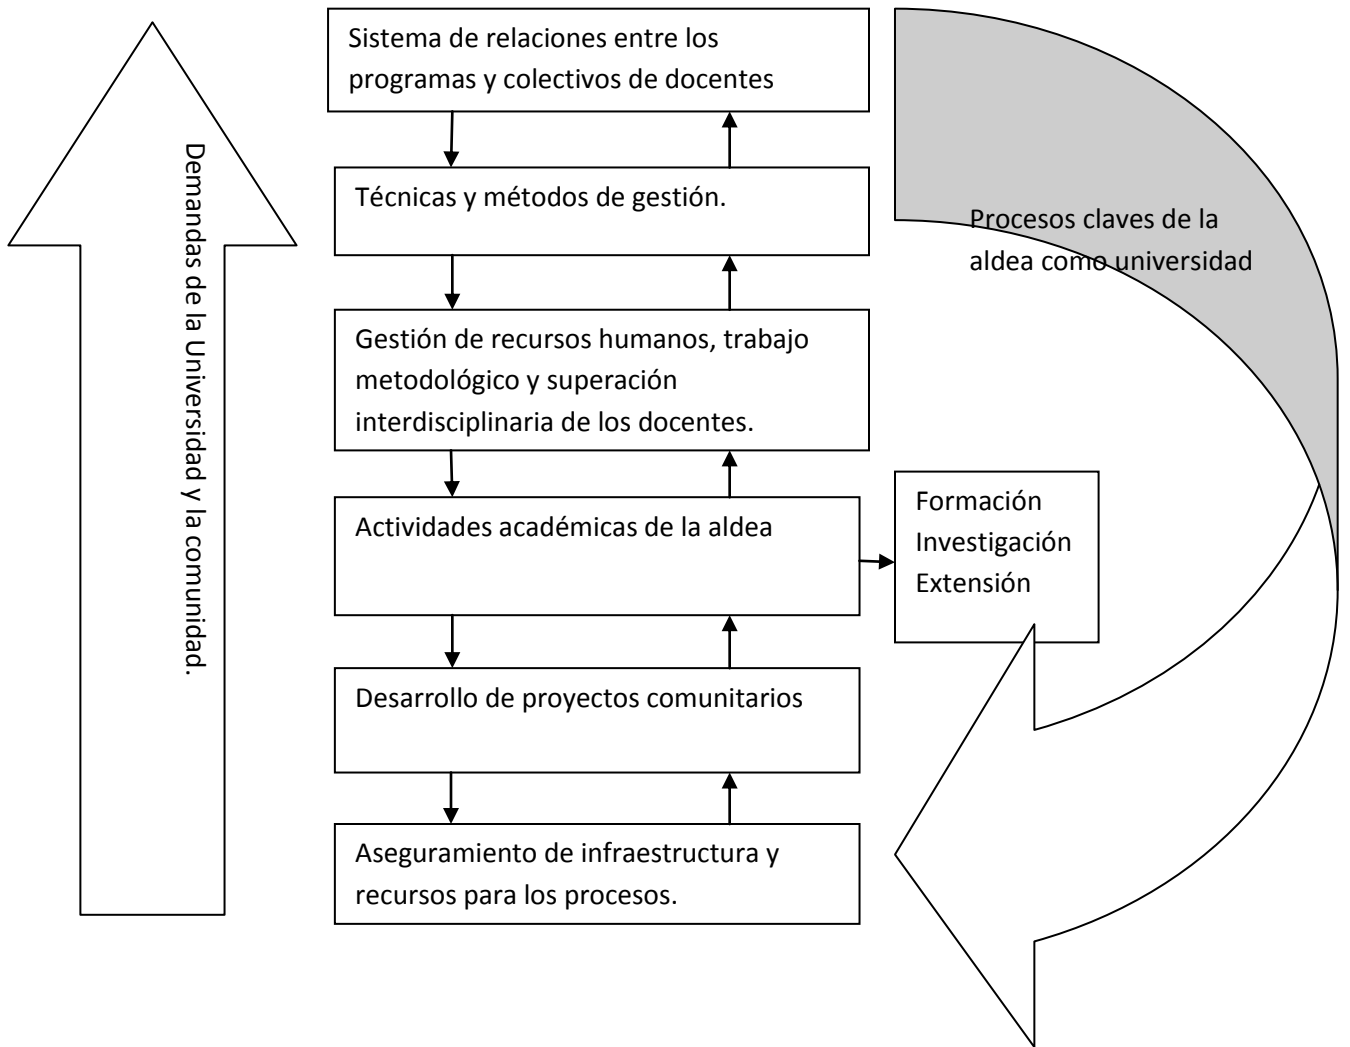 Demandas de la Universidad y la comunidad.
Sistema de relaciones entre los
programas y colectivos de docentes
Técnicas y métodos de gestión.
Gestión de recursos humanos, trabajo
metodológico y superación
interdisciplinaria de los docentes.
Actividades académicas de la aldea
Desarrollo de proyectos comunitarios
Aseguramiento de infraestructura y
recursos para los procesos.
Procesos claves de la
aldea como universidad
Formación
Investigación
Extensión